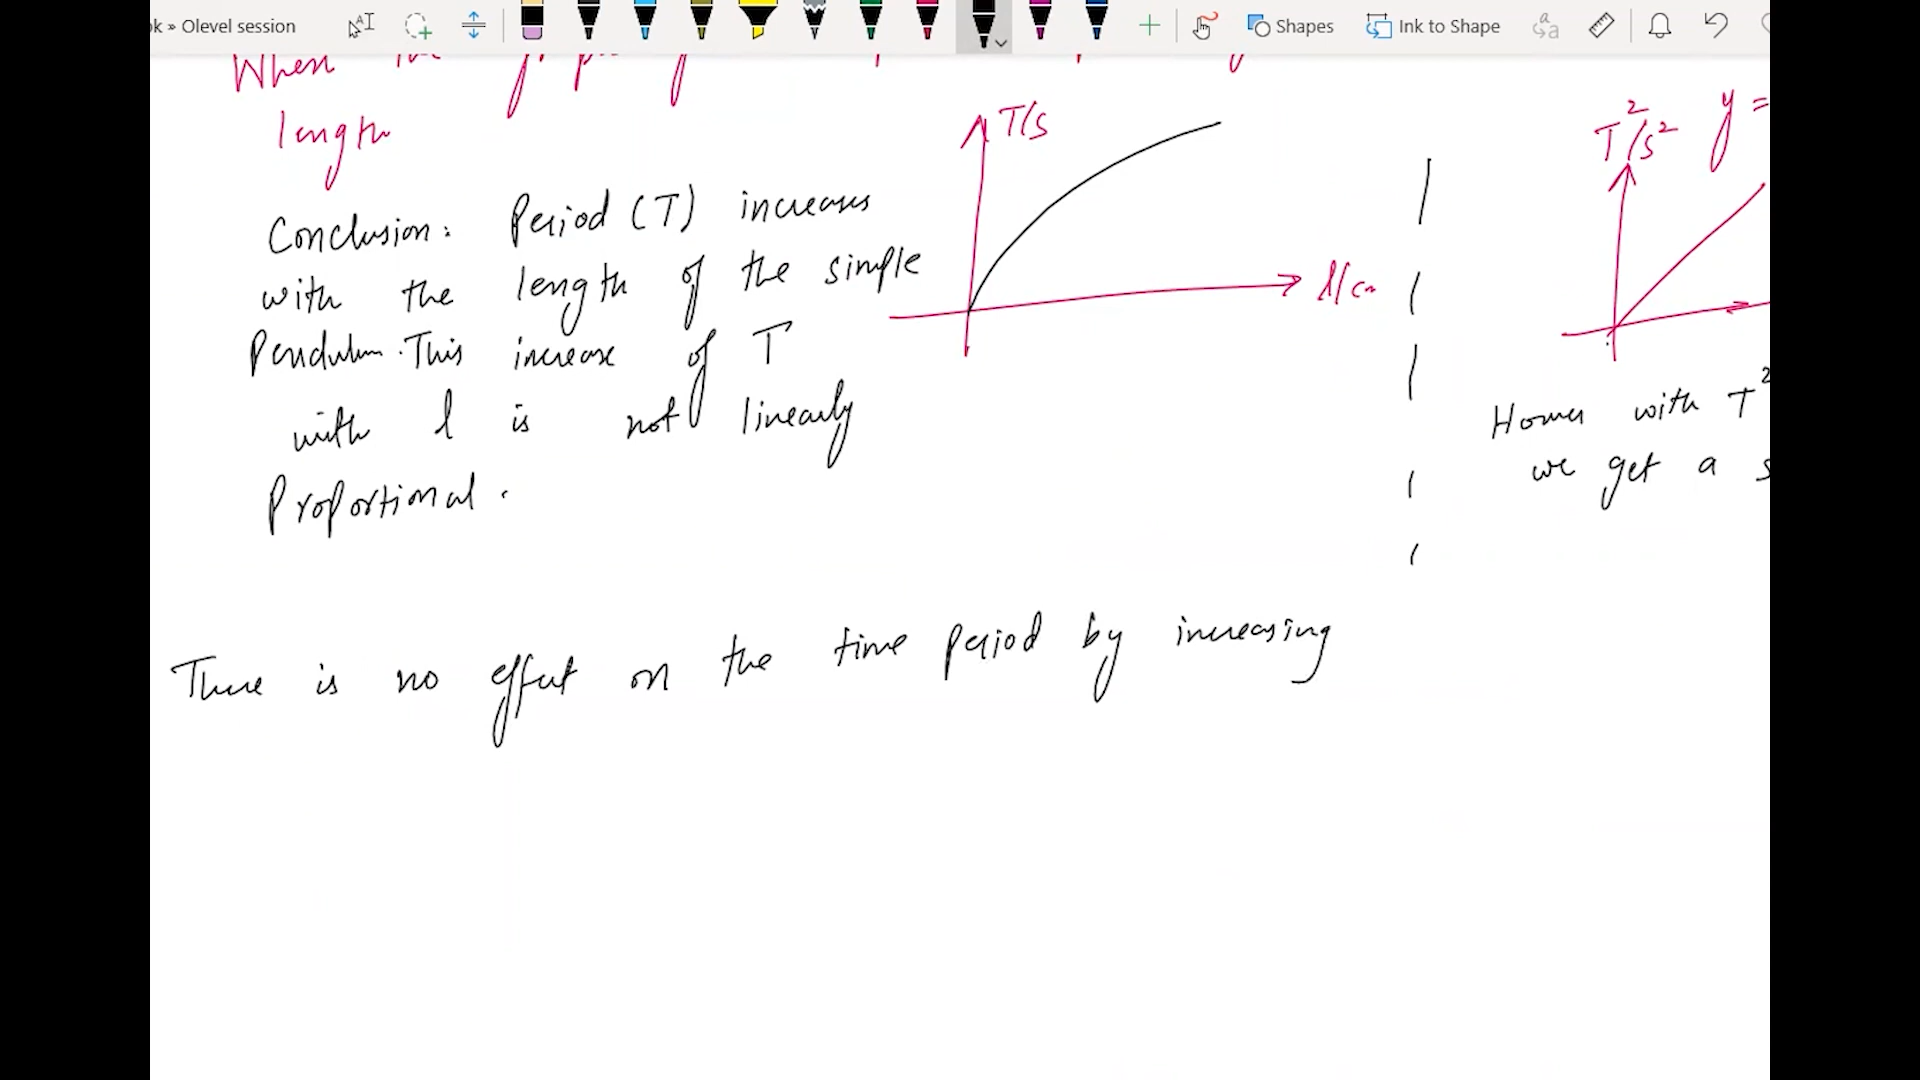 ok » Olevel session
Shapes
Ink to Shape
When
length
T/s
l/cm
Conclusion: Period (T) increases
with the length of the simple
Pendulum. This increase of T
with l is not linearly
Proportional.
T²/s²
y =
with T²
we get a s
There is no effect on the time period by increasing